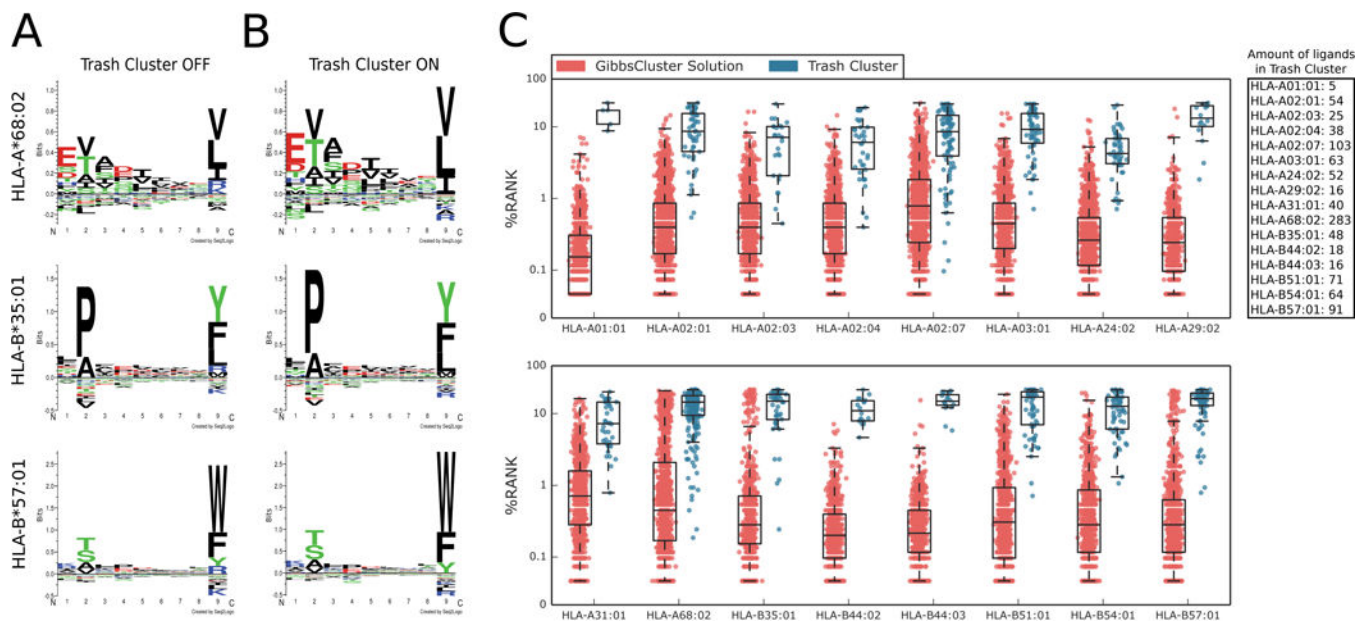 A
B
C
Trash Cluster OFF
Trash Cluster ON
HLA-A*68:02
HLA-B*35:01
HLA-B*57:01
Bits
N 1 2 3 4 5 6 7 8 9 C
Created by Seq2Logo
GibbsCluster Solution
Trash Cluster
%RANK
100
10
1
0.1
0
HLA-A01:01 HLA-A02:01 HLA-A02:03 HLA-A02:04 HLA-A02:07 HLA-A03:01 HLA-A24:02 HLA-A29:02
%RANK
100
10
1
0.1
0
HLA-A31:01 HLA-A68:02 HLA-B35:01 HLA-B44:02 HLA-B44:03 HLA-B51:01 HLA-B54:01 HLA-B57:01
Amount of ligands
in Trash Cluster
HLA-A01:01: 5
HLA-A02:01: 54
HLA-A02:03: 25
HLA-A02:04: 38
HLA-A02:07: 103
HLA-A03:01: 63
HLA-A24:02: 52
HLA-A29:02: 16
HLA-A31:01: 40
HLA-A68:02: 283
HLA-B35:01: 48
HLA-B44:02: 18
HLA-B44:03: 16
HLA-B51:01: 71
HLA-B54:01: 64
HLA-B57:01: 91